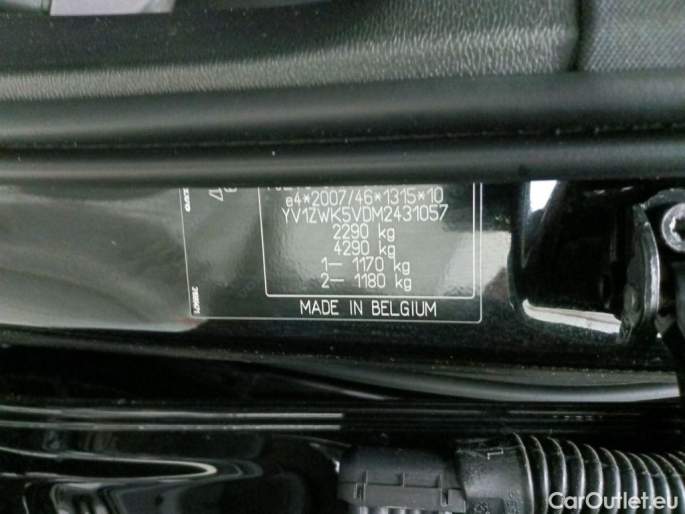 e4*2007/46*1315*10
YV1ZWK5VDM2431057
2290 kg
4290 kg
1— 1170 kg
2— 1180 kg
MADE IN BELGIUM
CarOutlet.eu